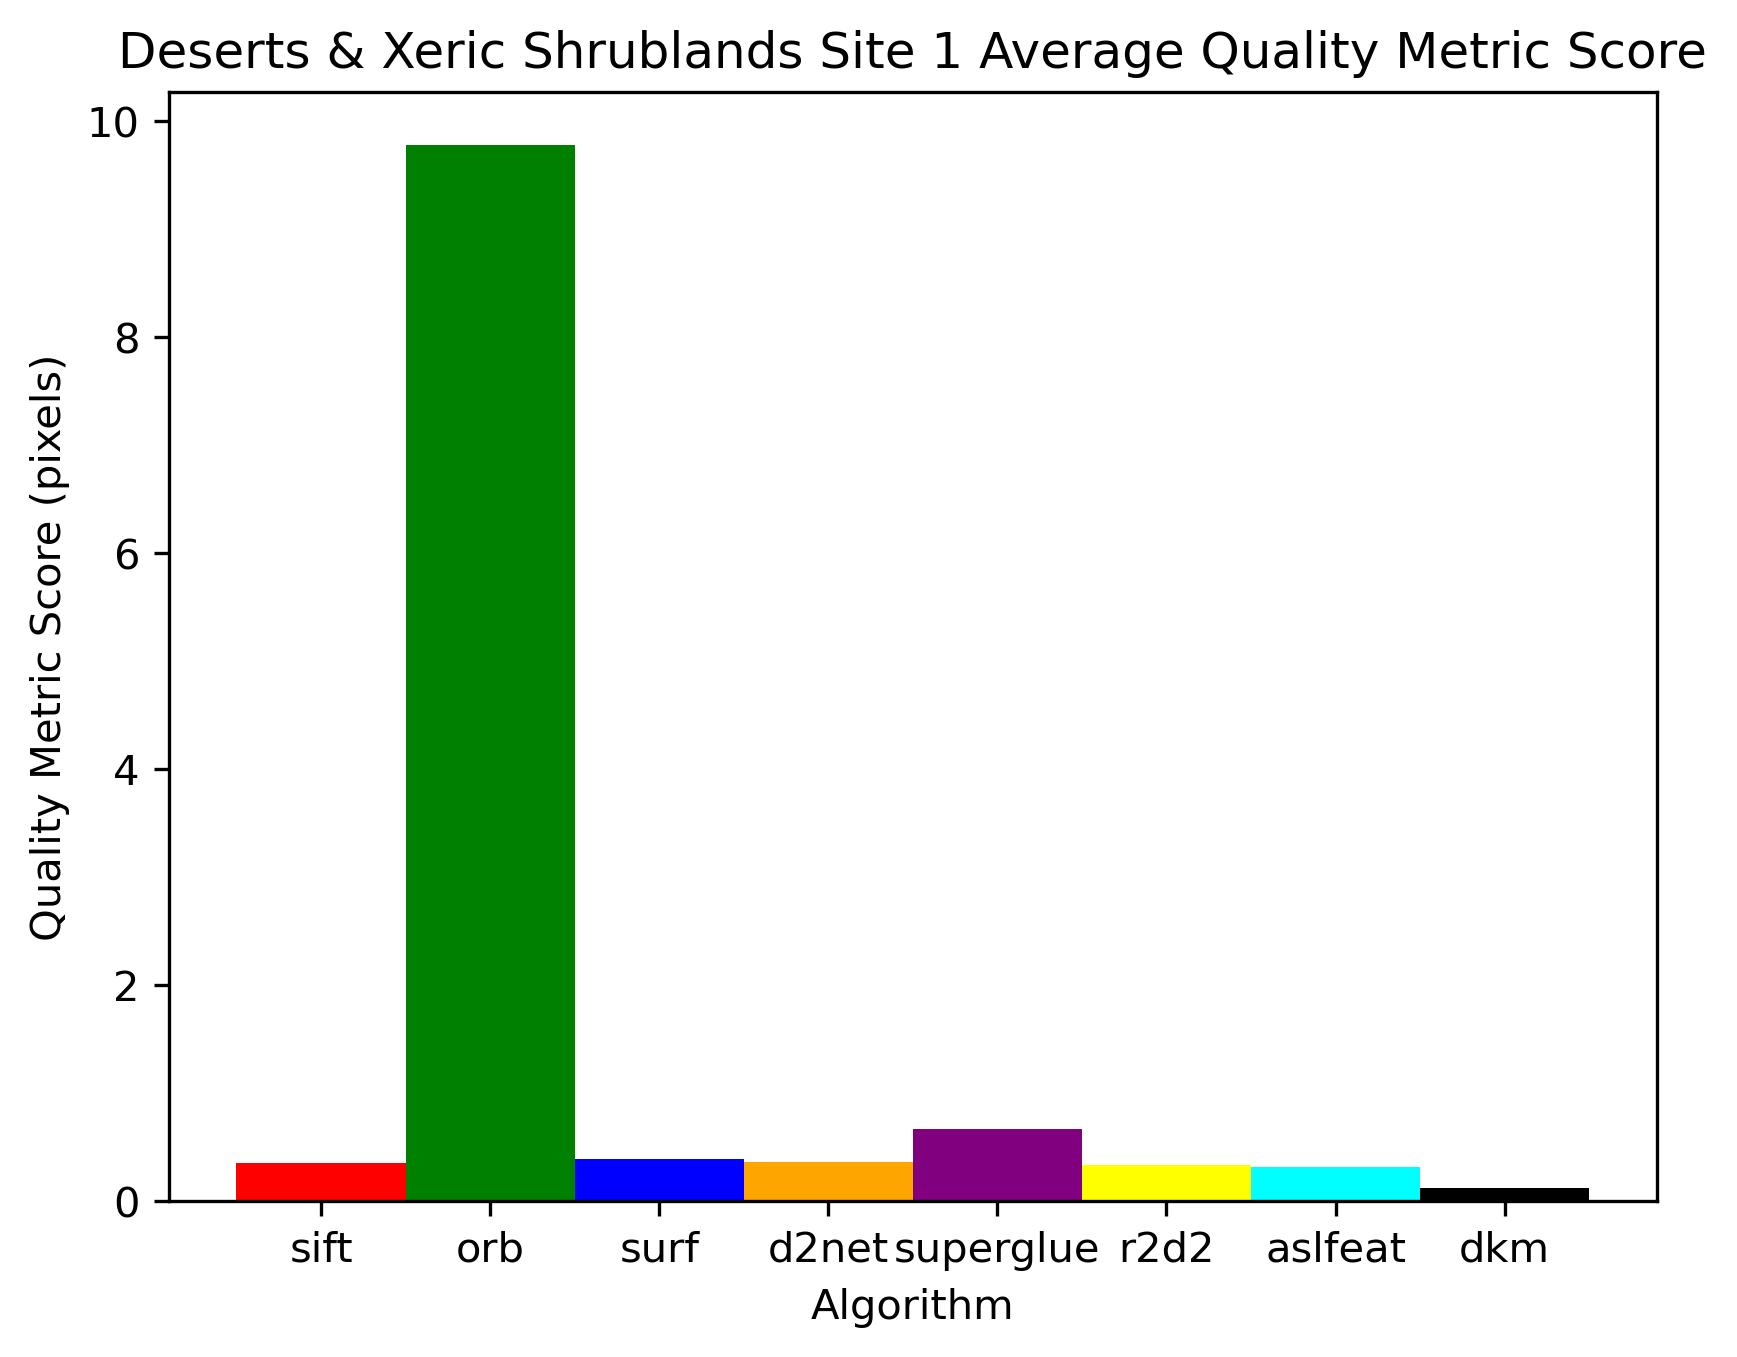 Deserts & Xeric Shrublands Site 1 Average Quality Metric Score
10
8
6
4
2
0
Quality Metric Score (pixels)
sift orb surf d2net superglue r2d2 aslfeat dkm
Algorithm